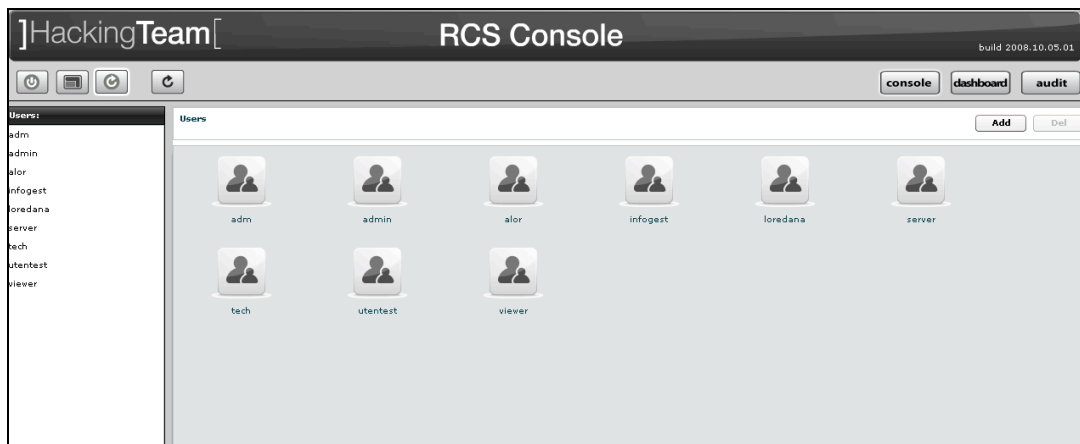 ]HackingTeam[
RCS Console
build 2008.10.05.01
console
dashboard
audit
Users:
adm
admin
alor
infogest
loredana
server
tech
utentest
viewer
Users
Add
Del
adm
admin
alor
infogest
loredana
server
tech
utentest
viewer